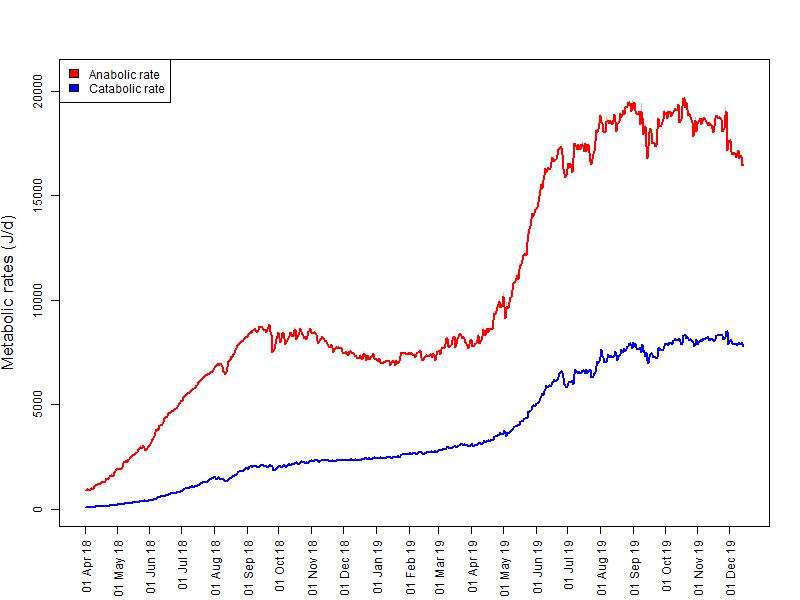 Anabolic rate
Catabolic rate
Metabolic rates (J/d)
20000
15000
10000
5000
0
01 Apr 18
01 May 18
01 Jun 18
01 Jul 18
01 Aug 18
01 Sep 18
01 Oct 18
01 Nov 18
01 Dec 18
01 Jan 19
01 Feb 19
01 Mar 19
01 Apr 19
01 May 19
01 Jun 19
01 Jul 19
01 Aug 19
01 Sep 19
01 Oct 19
01 Nov 19
01 Dec 19